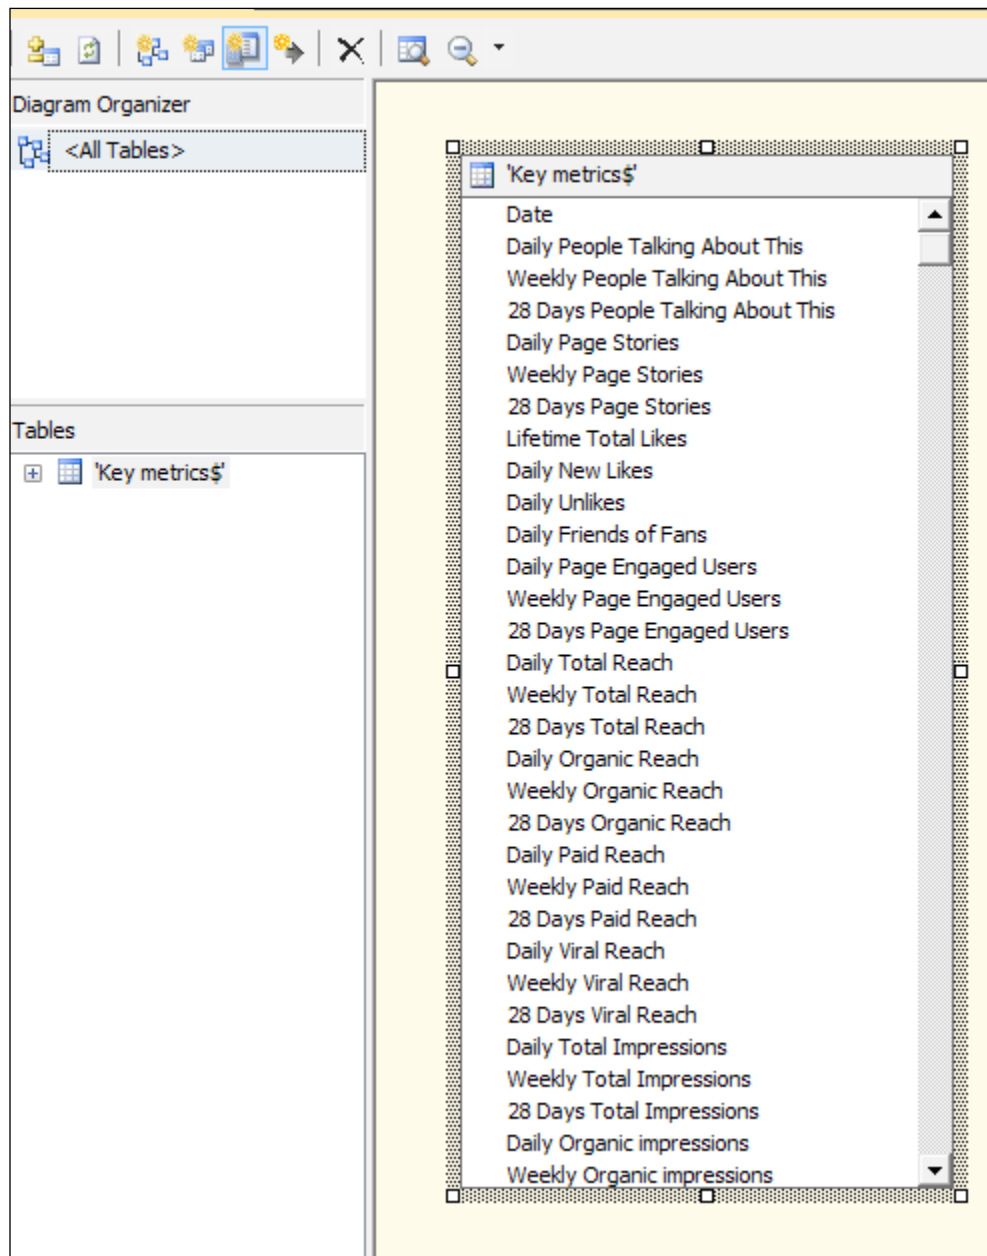 Diagram Organizer
<All Tables>
Tables
'Key metrics$'
'Key metrics$'
Date
Daily People Talking About This
Weekly People Talking About This
28 Days People Talking About This
Daily Page Stories
Weekly Page Stories
28 Days Page Stories
Lifetime Total Likes
Daily New Likes
Daily Unlikes
Daily Friends of Fans
Daily Page Engaged Users
Weekly Page Engaged Users
28 Days Page Engaged Users
Daily Total Reach
Weekly Total Reach
28 Days Total Reach
Daily Organic Reach
Weekly Organic Reach
28 Days Organic Reach
Daily Paid Reach
Weekly Paid Reach
28 Days Paid Reach
Daily Viral Reach
Weekly Viral Reach
28 Days Viral Reach
Daily Total Impressions
Weekly Total Impressions
28 Days Total Impressions
Daily Organic impressions
Weekly Organic impressions